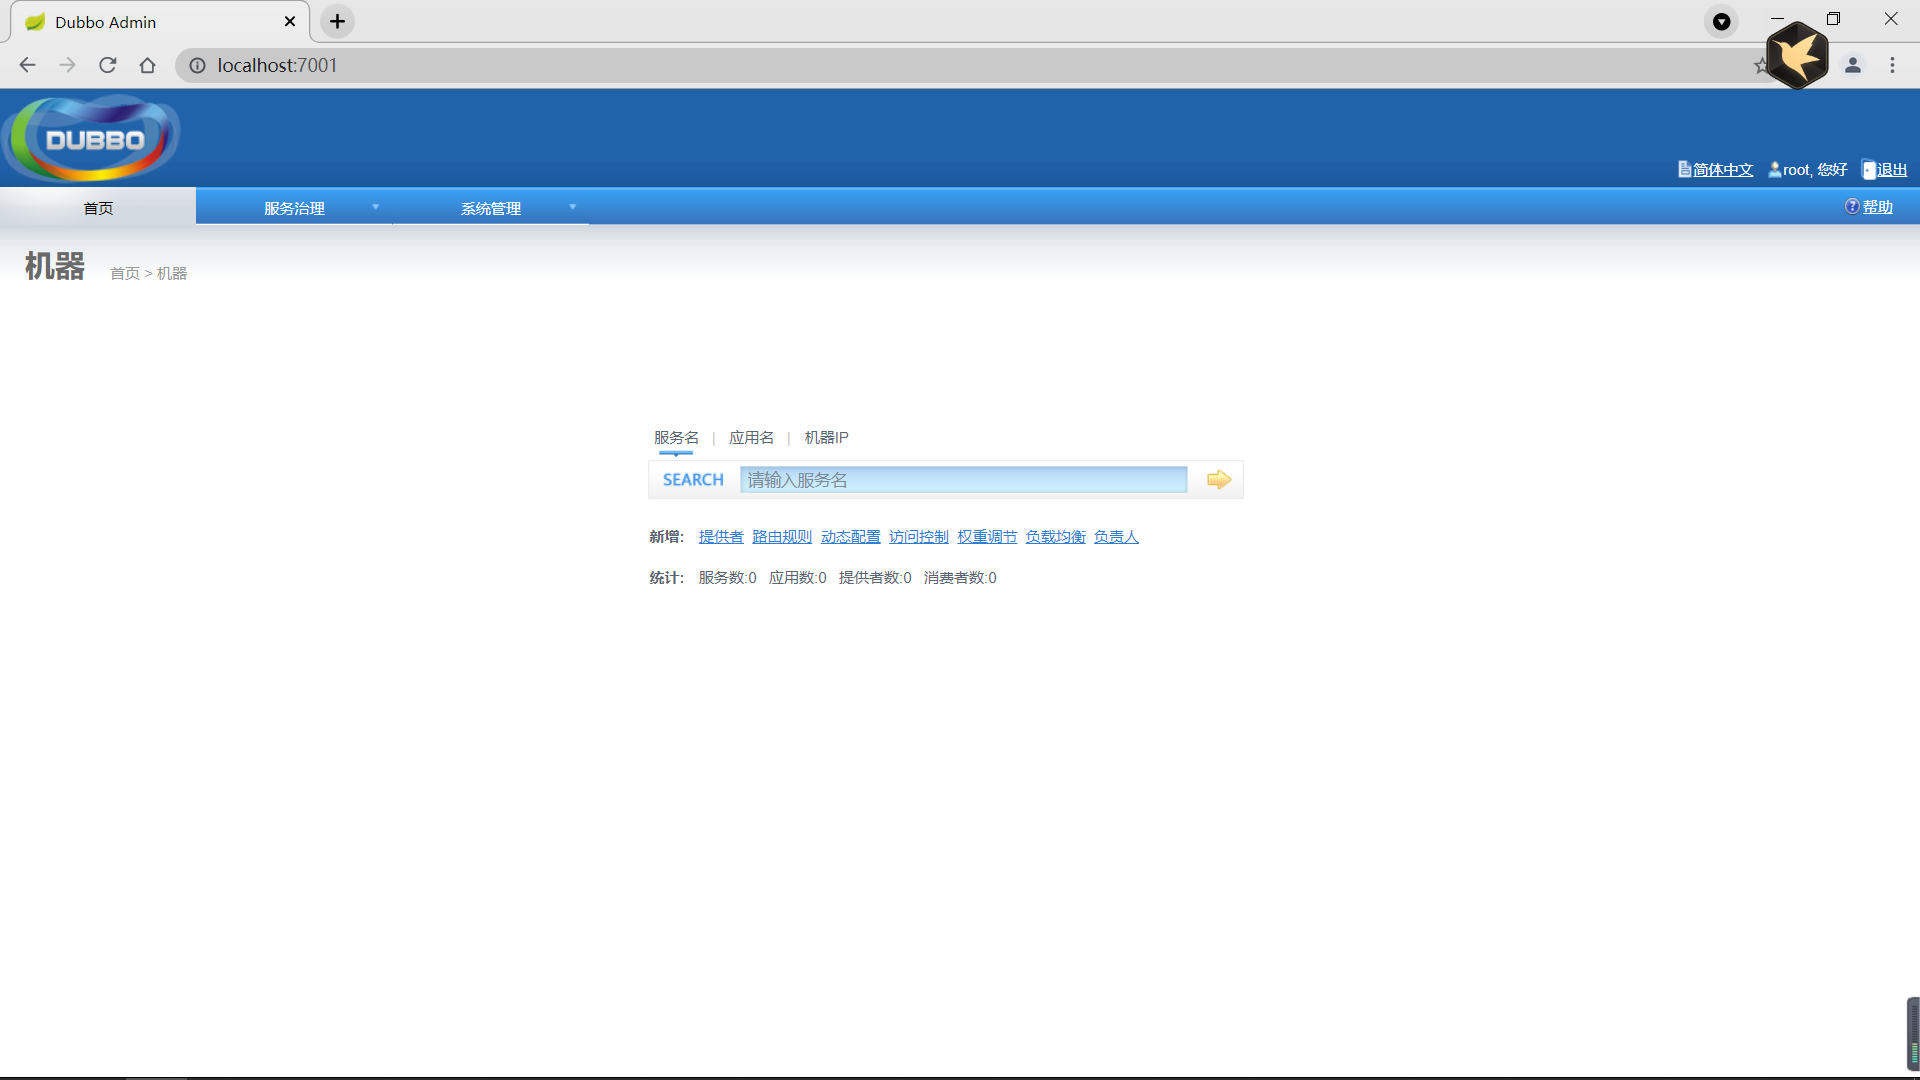 Dubbo Admin
localhost:7001
DUBBO
简体中文 root, 您好 退出
首页 服务治理 系统管理 帮助
机器 首页 > 机器
服务名 | 应用名 | 机器IP
SEARCH 请输入服务名
新增： 提供者 路由规则 动态配置 访问控制 权重调节 负载均衡 负责人
统计： 服务数:0 应用数:0 提供者数:0 消费者数:0